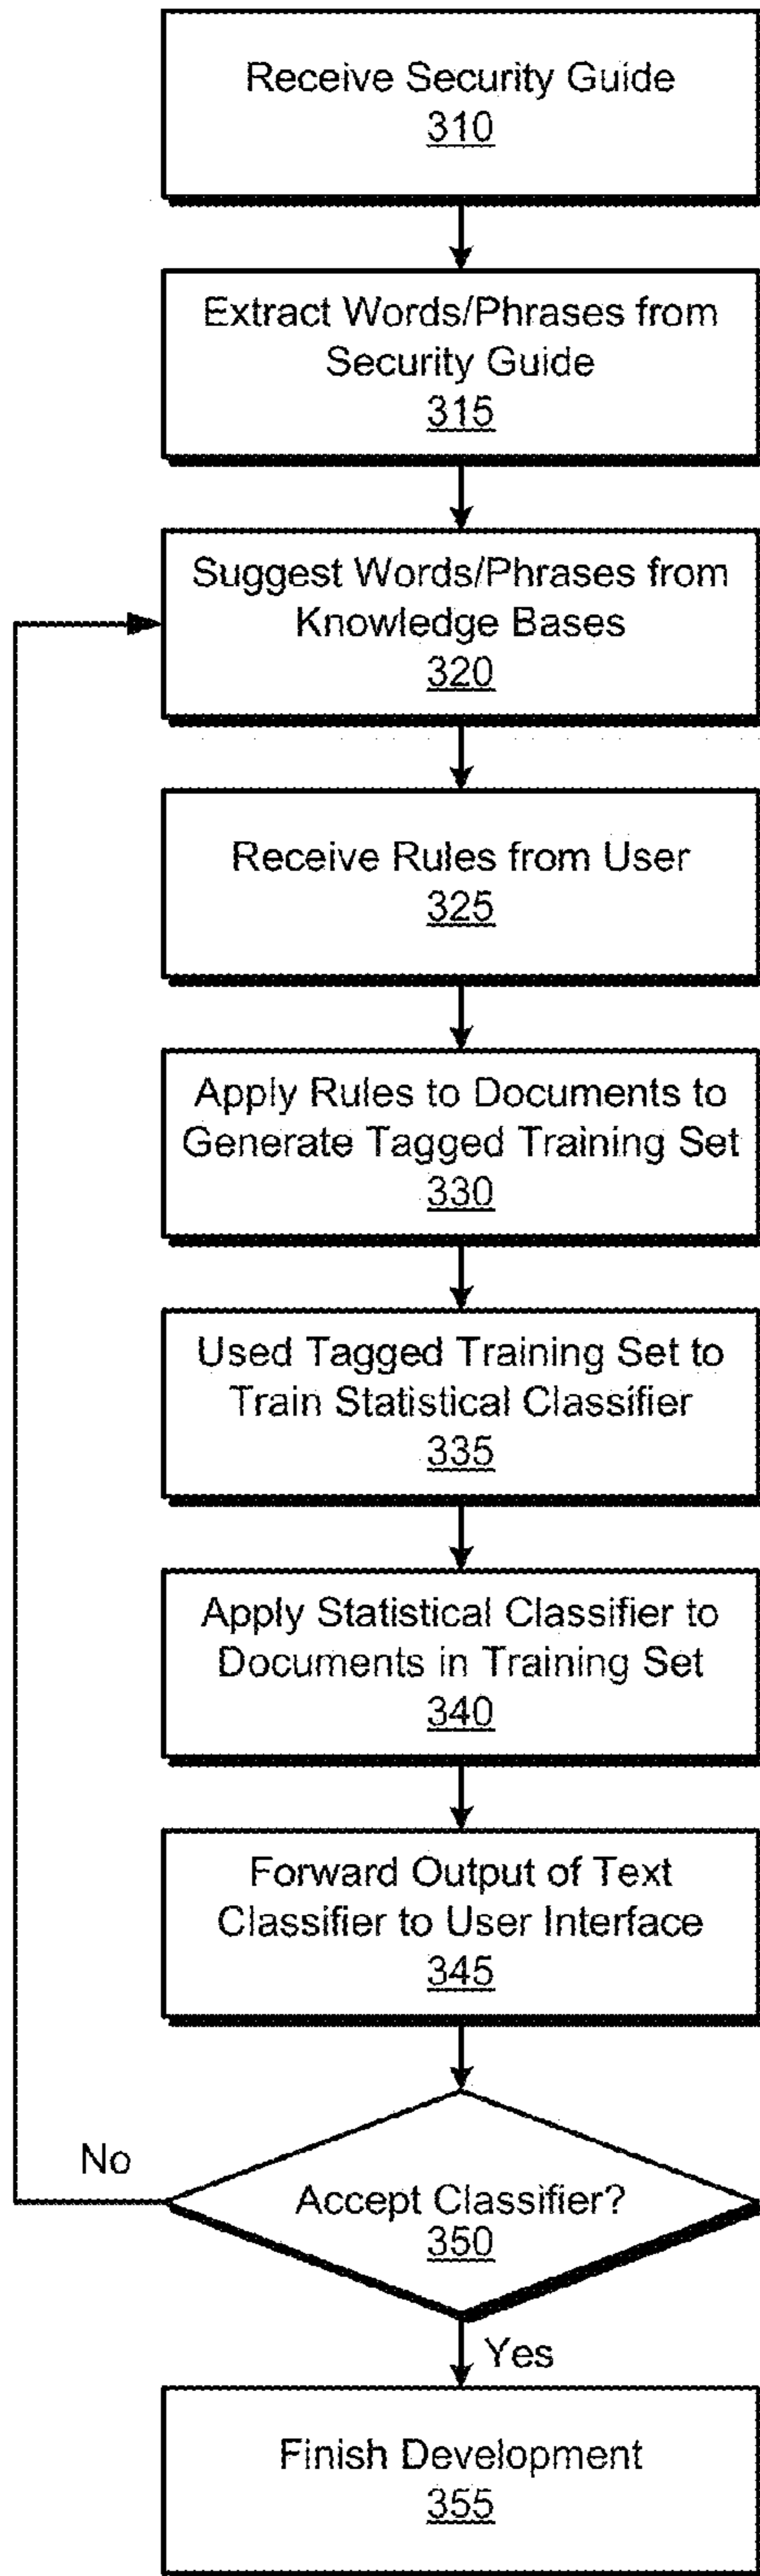 Receive Security Guide
310
Extract Words/Phrases from
Security Guide
315
Suggest Words/Phrases from
Knowledge Bases
320
Receive Rules from User
325
Apply Rules to Documents to
Generate Tagged Training Set
330
Used Tagged Training Set to
Train Statistical Classifier
335
Apply Statistical Classifier to
Documents in Training Set
340
Forward Output of Text
Classifier to User Interface
345
No
Accept Classifier?
350
Yes
Finish Development
355